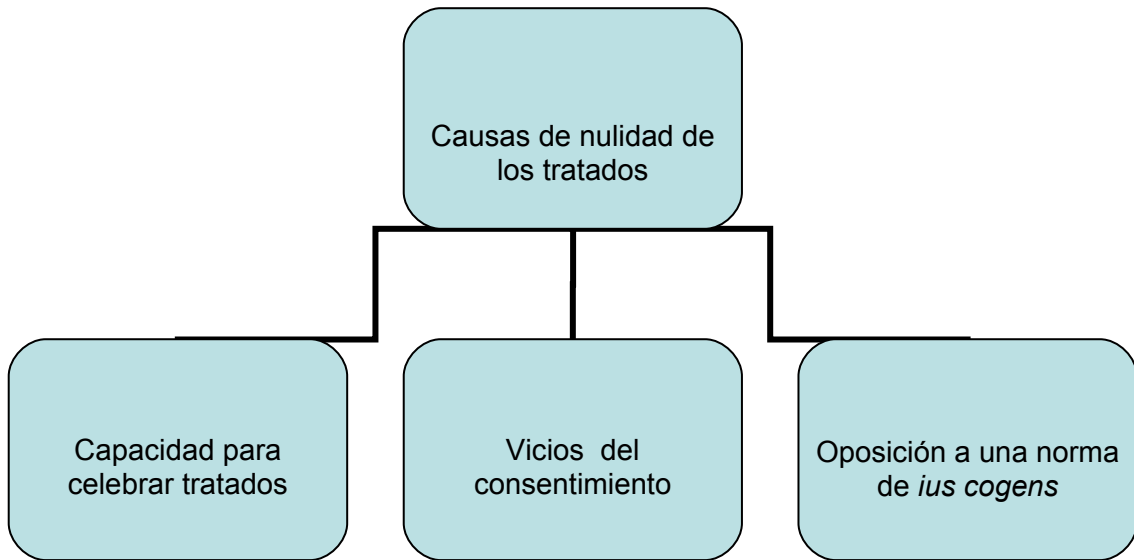 Causas de nulidad de
los tratados
Capacidad para
celebrar tratados
Vicios del
consentimiento
Oposición a una norma
de ius cogens